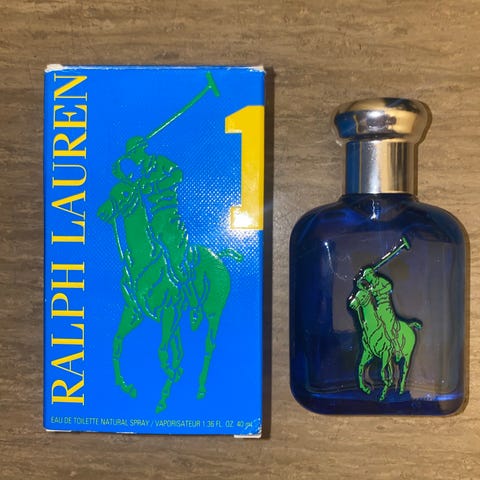 RALPH LAUREN
1
EAU DE TOILETTE NATURAL SPRAY / VAPORISATEUR 1.36 FL. OZ. 40 ml